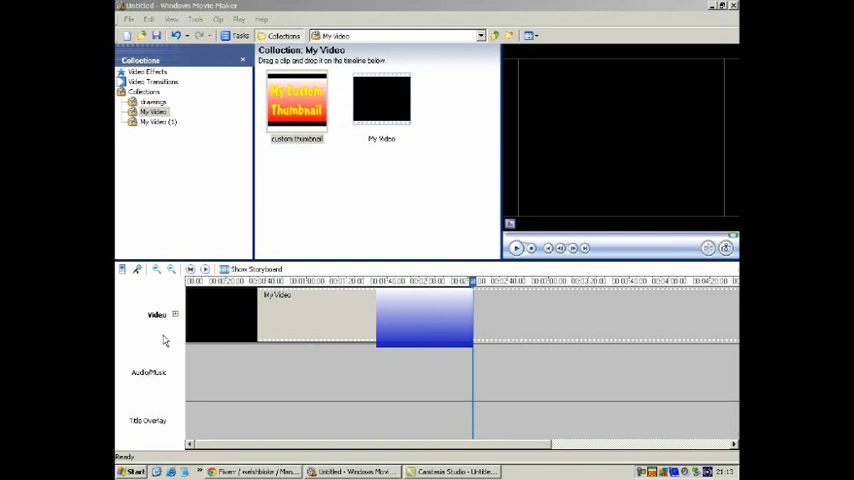 Untitled - Windows Movie Maker
File Edit View Tools Clip Play Help
Tasks Collections My Video
Collections
Video Effects
Video Transitions
Collections
drawings
My Video
My Video (1)
Collection: My Video
Drag a clip and drop it on the timeline below.
My Custom
Thumbnail
custom thumbnail
My Video
Show Storyboard
Video
My Video
Audio/Music
Title Overlay
Ready
Start
Untitled - Windows Movi...
Camtasia Studio - Untitle...
21:13